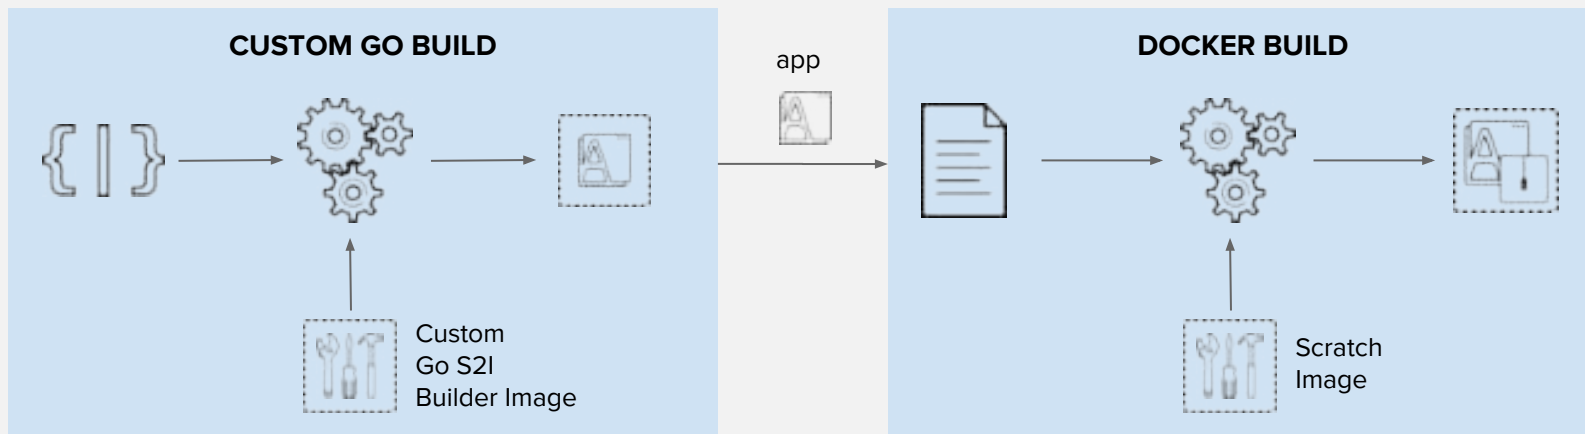 CUSTOM GO BUILD
app
DOCKER BUILD
Custom
Go S2I
Builder Image
Scratch
Image